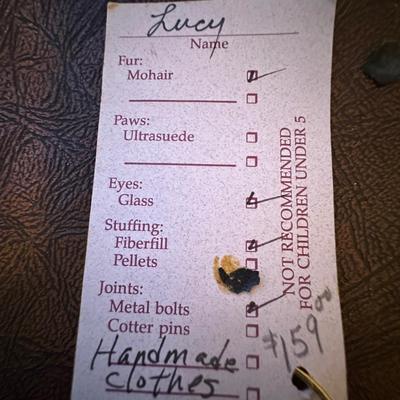 Lucy
Name
Fur:
Mohair
Paws:
Ultrasuede
Eyes:
Glass
Stuffing:
Fiberfill
Pellets
Joints:
Metal bolts
Cotter pins
Handmade
clothes
NOT RECOMMENDED
FOR CHILDREN UNDER 5
$159.00